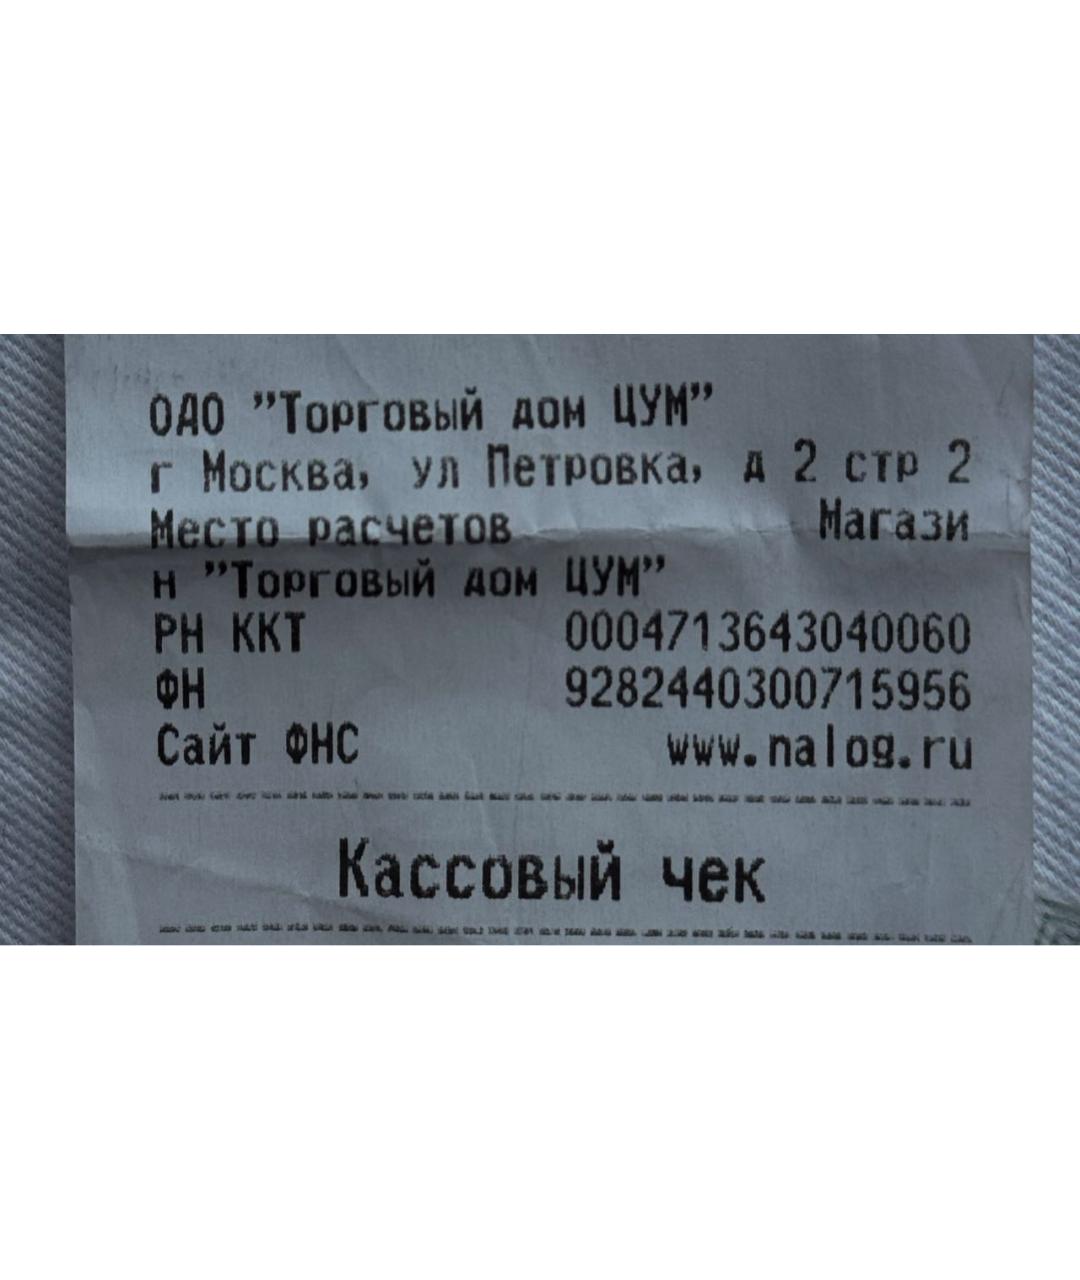 ОАО "Торговый дом ЦУМ"
г Москва, ул Петровка, д 2 стр 2
Место расчетов Магази
н "Торговый дом ЦУМ"
РН ККТ 0004713643040060
ФН 9282440300715956
Сайт ФНС www.nalog.ru
Кассовый чек